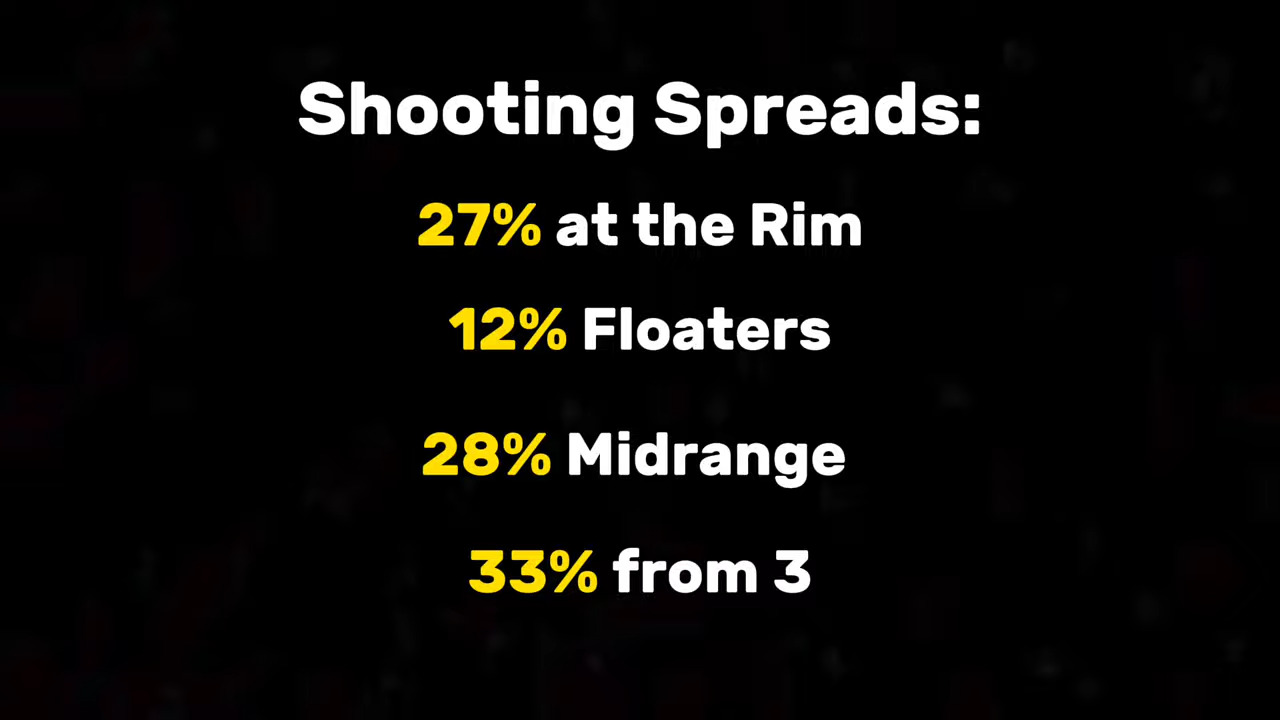 Shooting Spreads:
27% at the Rim
12% Floaters
28% Midrange
33% from 3